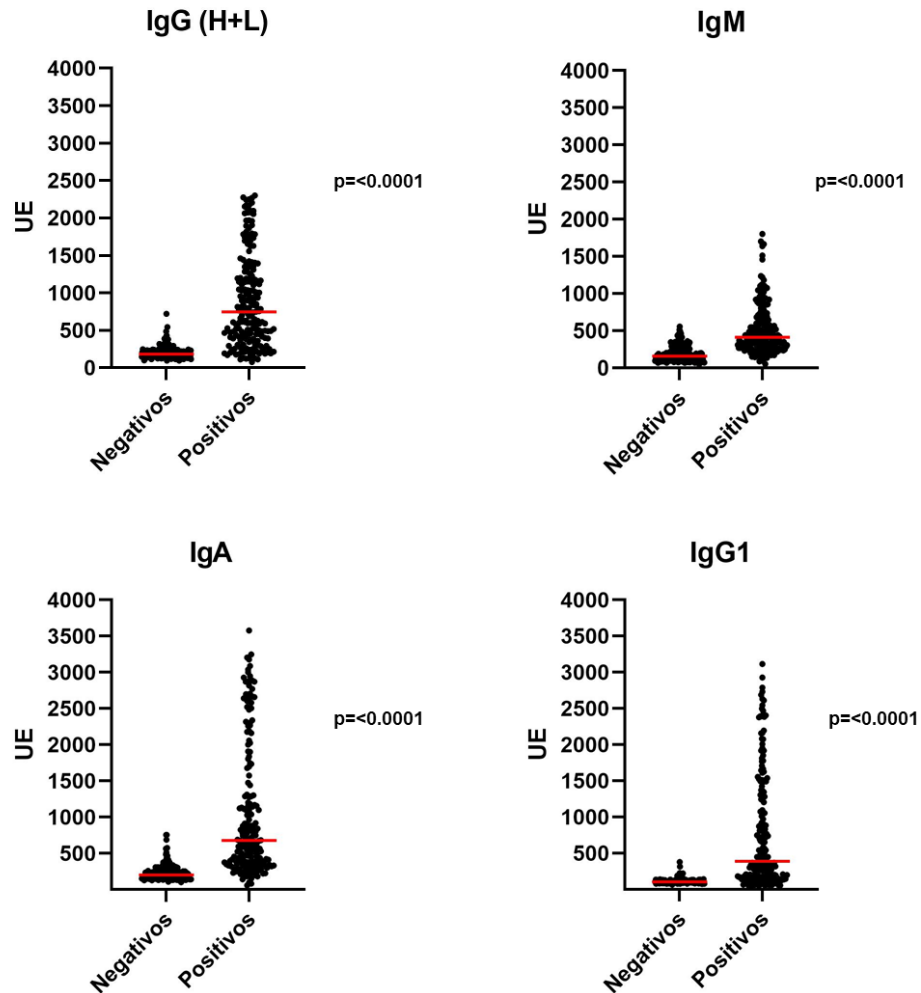 IgG (H+L)
4000
3500
3000
2500
2000
1500
1000
500
0
UE
p=<0.0001
Negativos
Positivos
IgM
4000
3500
3000
2500
2000
1500
1000
500
0
UE
p=<0.0001
Negativos
Positivos
IgA
4000
3500
3000
2500
2000
1500
1000
500
UE
p=<0.0001
Negativos
Positivos
IgG1
4000
3500
3000
2500
2000
1500
1000
500
UE
p=<0.0001
Negativos
Positivos